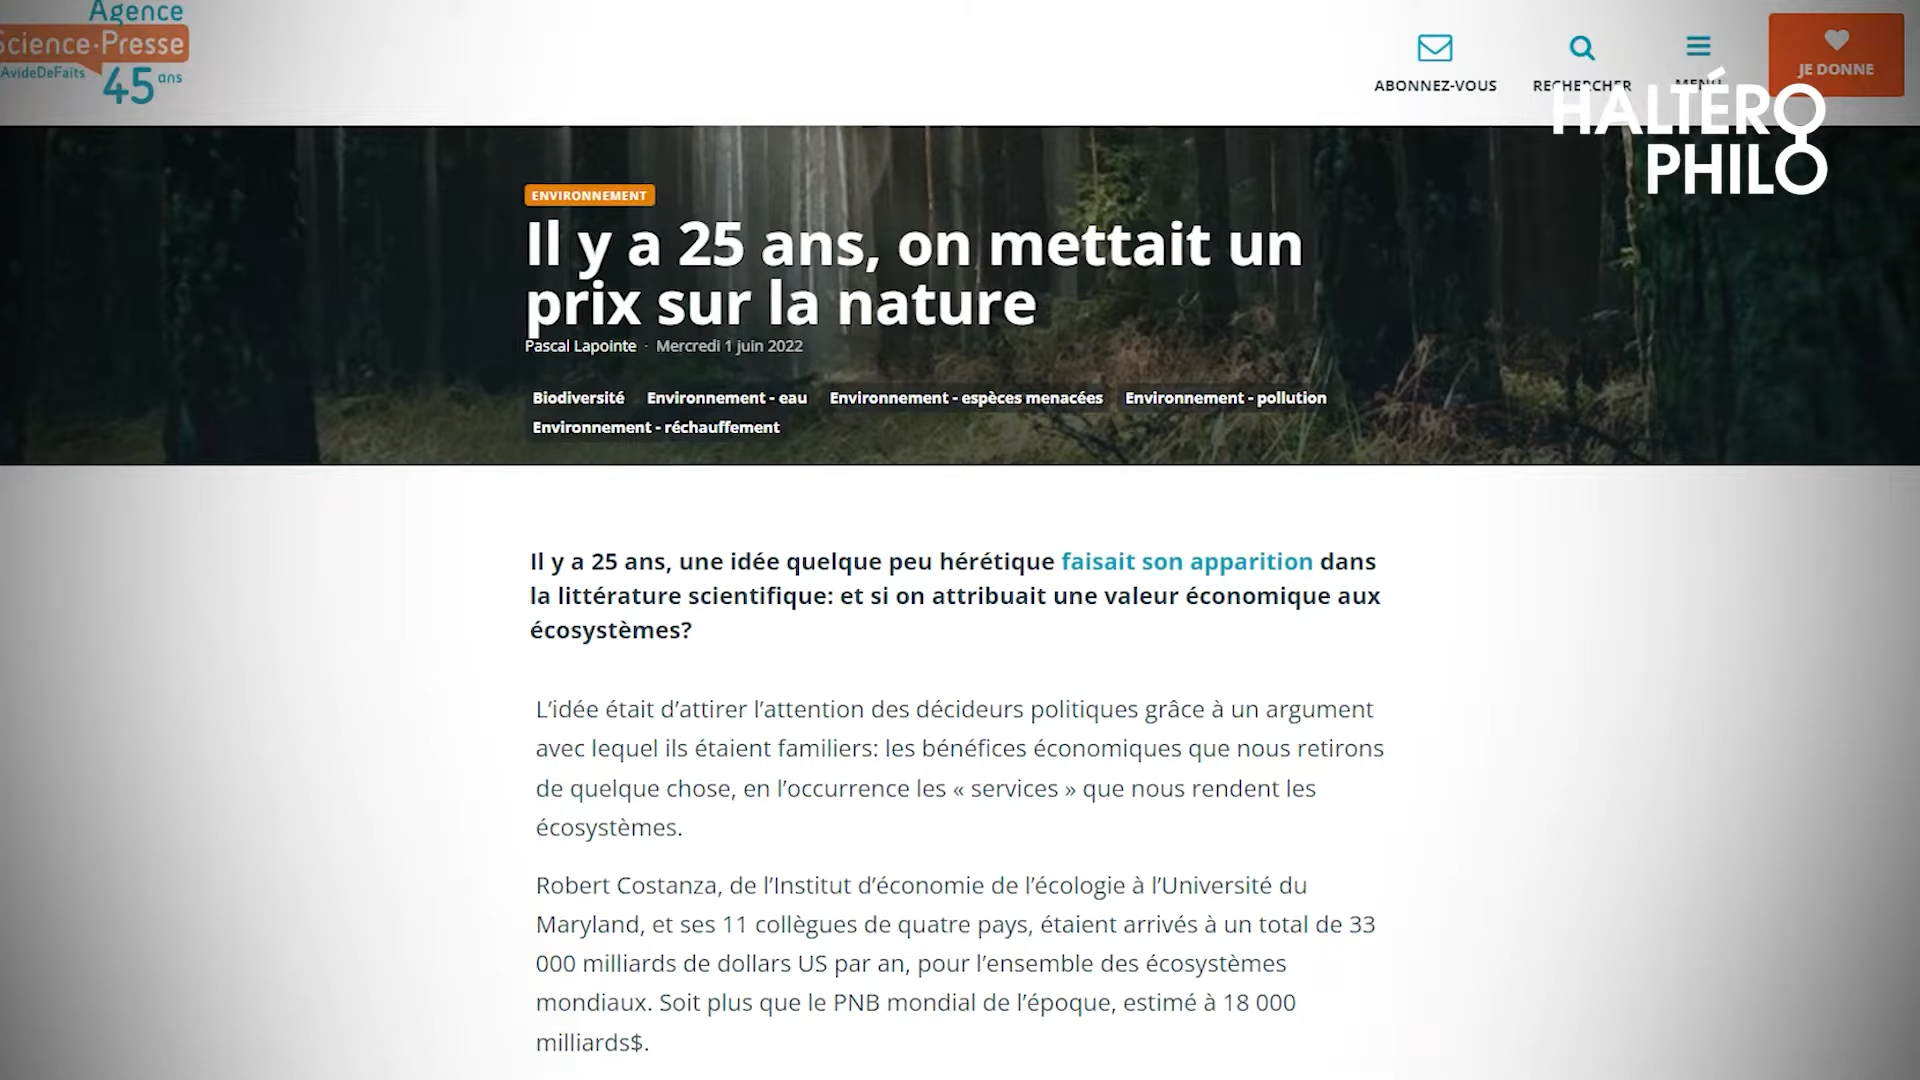 Agence
Science-Presse
AvideDeFaits
45 ans
ABONNEZ-VOUS
RECHERCHER
MENU
JE DONNE
HALTÉRO
PHILO
ENVIRONNEMENT
Il y a 25 ans, on mettait un
prix sur la nature
Pascal Lapointe · Mercredi 1 juin 2022
Biodiversité Environnement - eau Environnement - espèces menacées Environnement - pollution
Environnement - réchauffement
Il y a 25 ans, une idée quelque peu hérétique faisait son apparition dans
la littérature scientifique: et si on attribuait une valeur économique aux
écosystèmes?
L’idée était d’attirer l’attention des décideurs politiques grâce à un argument
avec lequel ils étaient familiers: les bénéfices économiques que nous retirons
de quelque chose, en l’occurrence les « services » que nous rendent les
écosystèmes.
Robert Costanza, de l’Institut d’économie de l’écologie à l’Université du
Maryland, et ses 11 collègues de quatre pays, étaient arrivés à un total de 33
000 milliards de dollars US par an, pour l’ensemble des écosystèmes
mondiaux. Soit plus que le PNB mondial de l’époque, estimé à 18 000
milliards$.